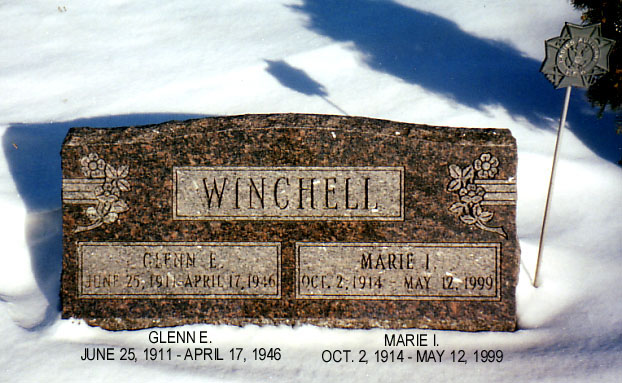 WINCHELL
GLENN E.
JUNE 25, 1911-APRIL 17, 1946
MARIE I.
OCT. 2, 1914 - MAY 12, 1999
GLENN E.
JUNE 25, 1911 - APRIL 17, 1946
MARIE I.
OCT. 2, 1914 - MAY 12, 1999